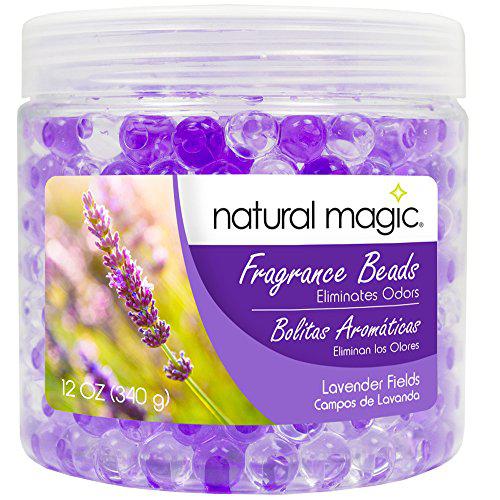 natural magic®
Fragrance Beads
Eliminates Odors
Bolitas Aromáticas
Eliminan los Olores
Lavender Fields
Campos de Lavanda
12 OZ (340 g)